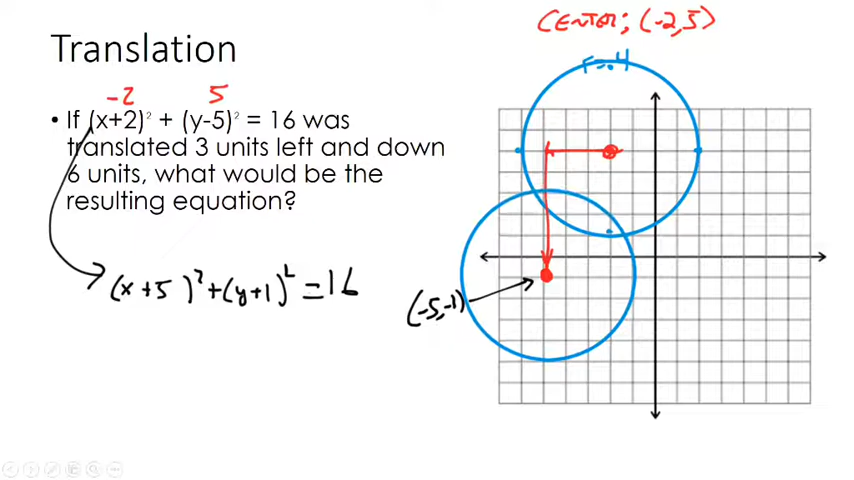 CENTER; (-2,5)
Translation
r=4
-2 5
• If (x+2)² + (y-5)² = 16 was
translated 3 units left and down
6 units, what would be the
resulting equation?
(x+5)²+(y+1)²=16
(-5,-1)